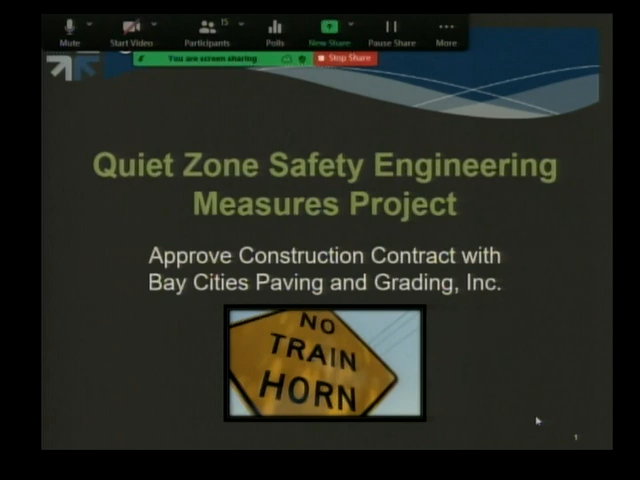 15
Mute
Start Video
Participants
Polls
New Share
Pause Share
More
You are screen sharing
Stop Share
Quiet Zone Safety Engineering
Measures Project
Approve Construction Contract with
Bay Cities Paving and Grading, Inc.
NO
TRAIN
HORN
1